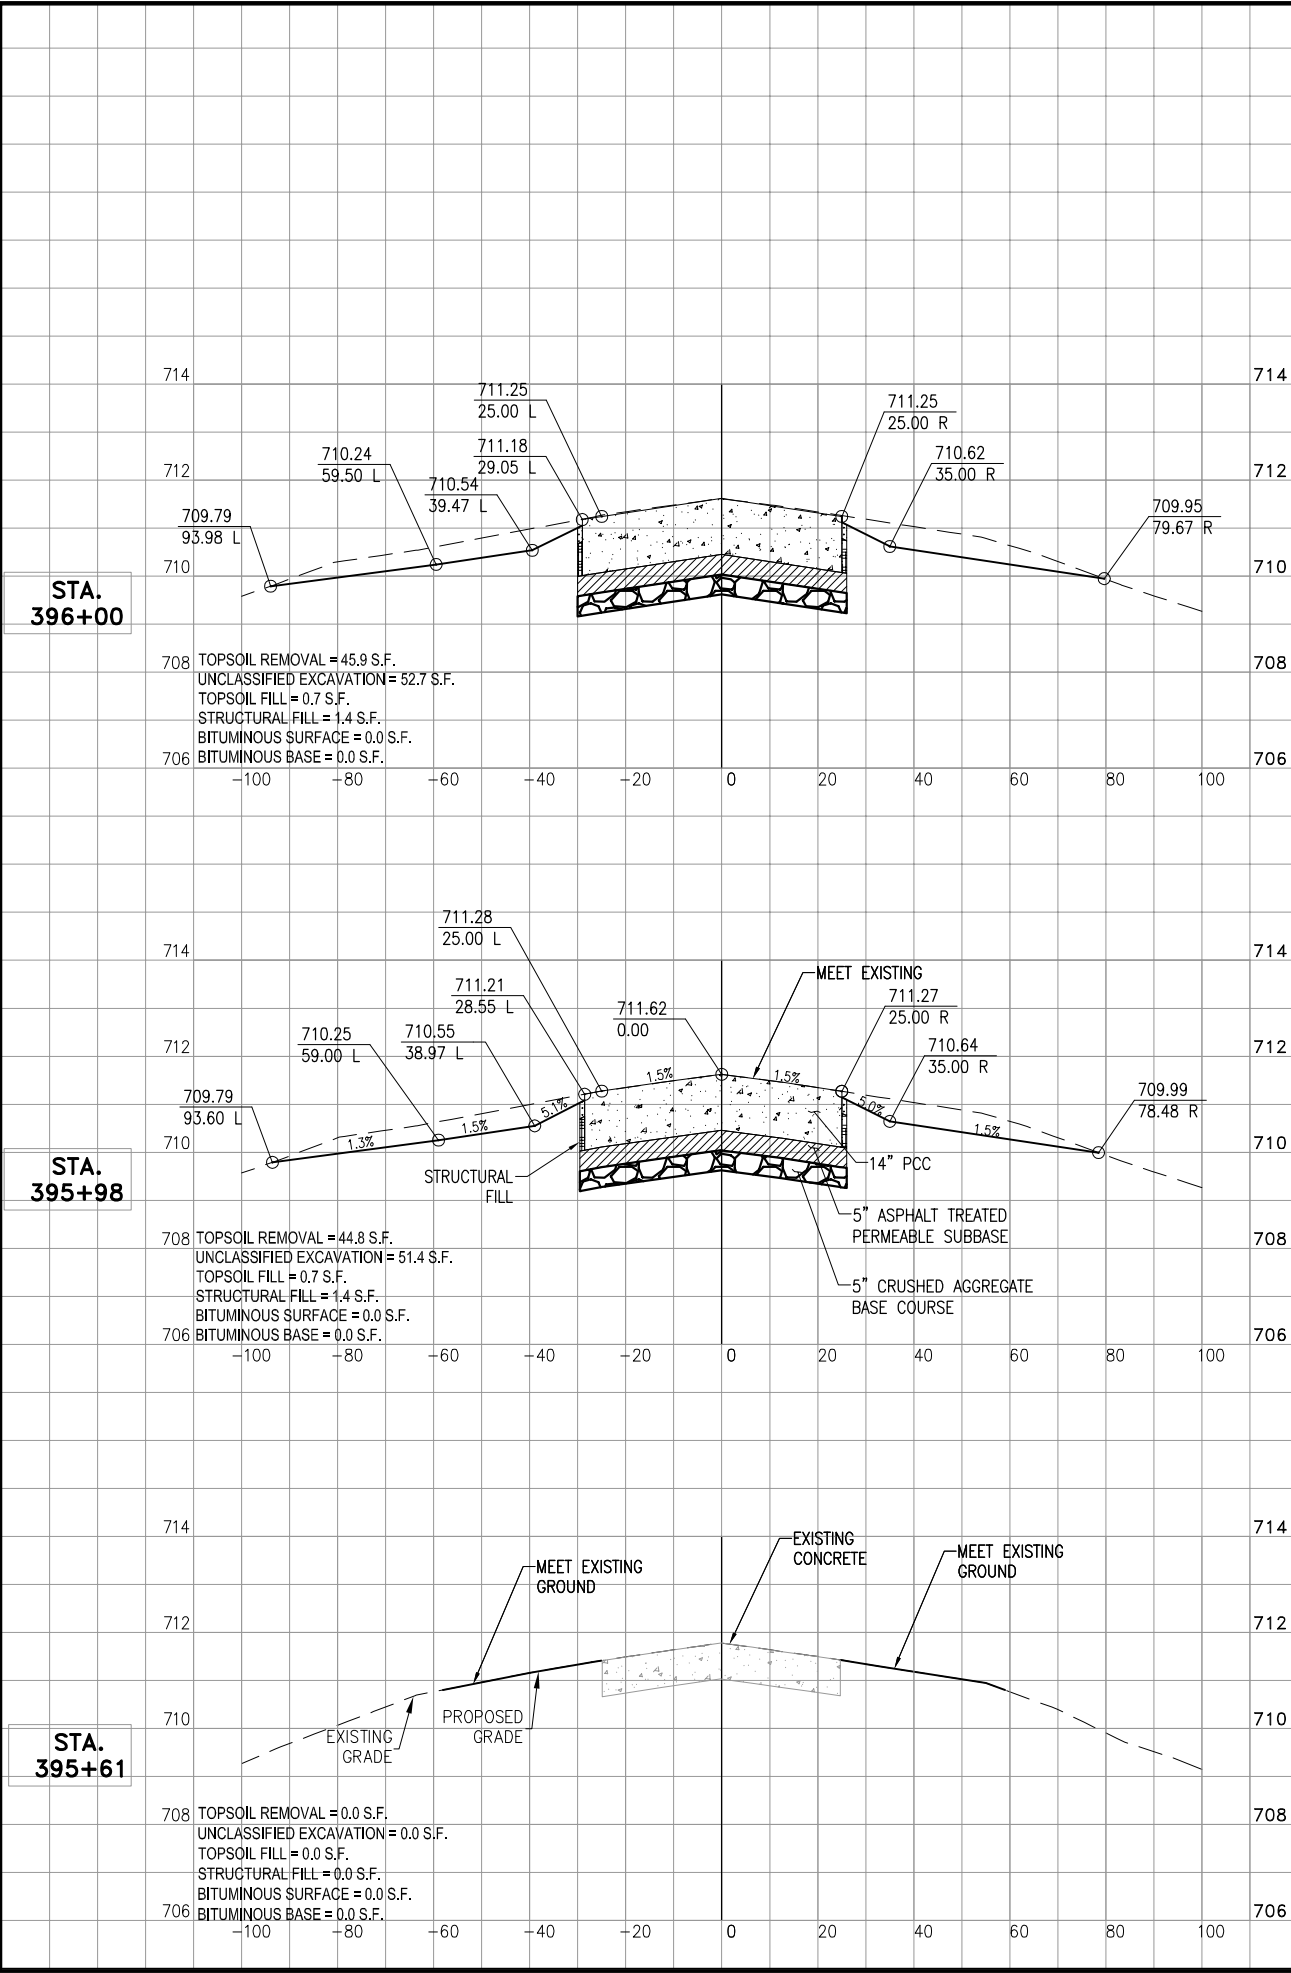 714
714
711.25
25.00 L
711.25
25.00 R
711.18
29.05 L
710.24
59.50 L
710.62
35.00 R
712
712
710.54
39.47 L
709.79
93.98 L
709.95
79.67 R
710
710
STA.
396+00
708
708
TOPSOIL REMOVAL = 45.9 S.F.
UNCLASSIFIED EXCAVATION = 52.7 S.F.
TOPSOIL FILL = 0.7 S.F.
STRUCTURAL FILL = 1.4 S.F.
BITUMINOUS SURFACE = 0.0 S.F.
BITUMINOUS BASE = 0.0 S.F.
706
706
-100 -80 -60 -40 -20 0 20 40 60 80 100
711.28
25.00 L
714
714
MEET EXISTING
711.21
28.55 L
711.62
0.00
711.27
25.00 R
710.25
59.00 L
710.55
38.97 L
710.64
35.00 R
712
712
1.5%
1.5%
709.79
93.60 L
709.99
78.48 R
5.1%
5.0%
1.3%
1.5%
1.5%
710
710
STA.
395+98
STRUCTURAL
FILL
14" PCC
5" ASPHALT TREATED
PERMEABLE SUBBASE
5" CRUSHED AGGREGATE
BASE COURSE
708
708
TOPSOIL REMOVAL = 44.8 S.F.
UNCLASSIFIED EXCAVATION = 51.4 S.F.
TOPSOIL FILL = 0.7 S.F.
STRUCTURAL FILL = 1.4 S.F.
BITUMINOUS SURFACE = 0.0 S.F.
BITUMINOUS BASE = 0.0 S.F.
706
706
-100 -80 -60 -40 -20 0 20 40 60 80 100
714
714
EXISTING
CONCRETE
MEET EXISTING
GROUND
MEET EXISTING
GROUND
712
712
710
710
PROPOSED
GRADE
EXISTING
GRADE
STA.
395+61
708
708
TOPSOIL REMOVAL = 0.0 S.F.
UNCLASSIFIED EXCAVATION = 0.0 S.F.
TOPSOIL FILL = 0.0 S.F.
STRUCTURAL FILL = 0.0 S.F.
BITUMINOUS SURFACE = 0.0 S.F.
BITUMINOUS BASE = 0.0 S.F.
706
706
-100 -80 -60 -40 -20 0 20 40 60 80 100